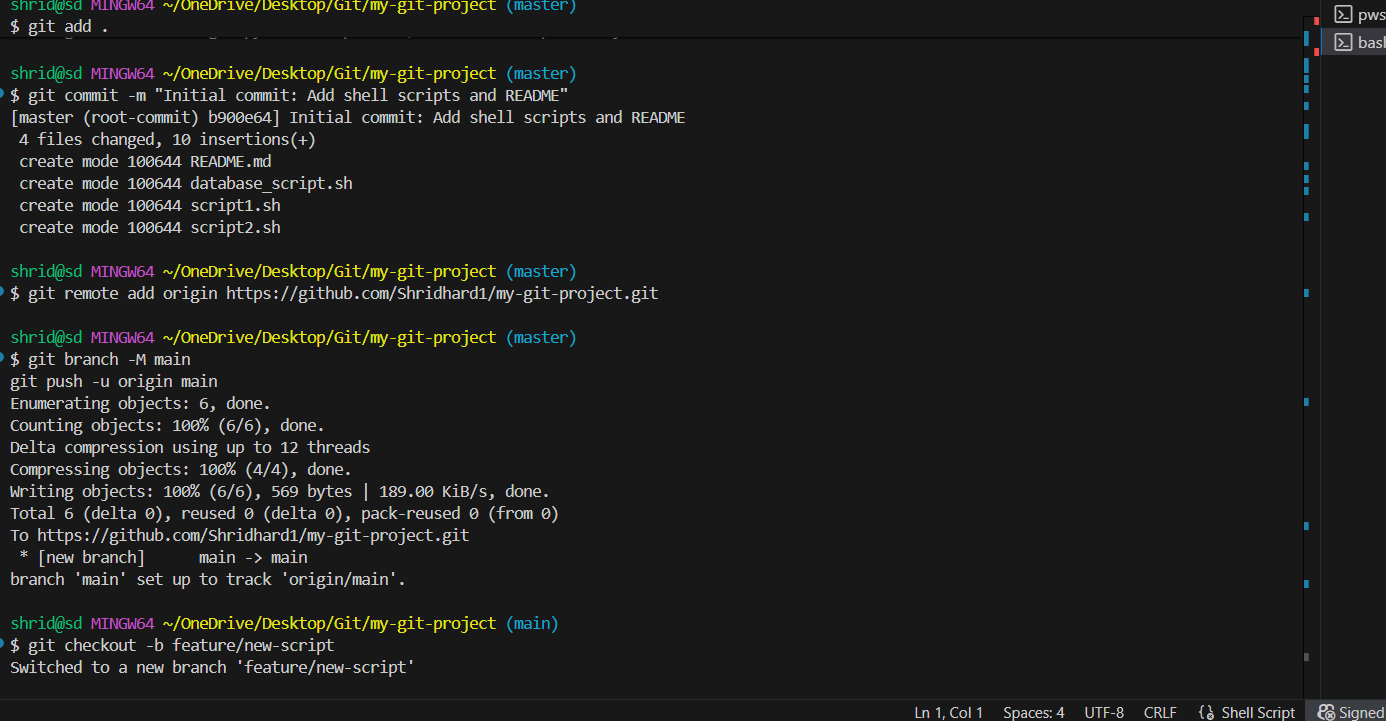 shrid@sd MINGW64 ~/OneDrive/Desktop/Git/my-git-project (master)
$ git add .
shrid@sd MINGW64 ~/OneDrive/Desktop/Git/my-git-project (master)
$ git commit -m "Initial commit: Add shell scripts and README"
[master (root-commit) b900e64] Initial commit: Add shell scripts and README
 4 files changed, 10 insertions(+)
 create mode 100644 README.md
 create mode 100644 database_script.sh
 create mode 100644 script1.sh
 create mode 100644 script2.sh
shrid@sd MINGW64 ~/OneDrive/Desktop/Git/my-git-project (master)
$ git remote add origin https://github.com/Shridhard1/my-git-project.git
shrid@sd MINGW64 ~/OneDrive/Desktop/Git/my-git-project (master)
$ git branch -M main
git push -u origin main
Enumerating objects: 6, done.
Counting objects: 100% (6/6), done.
Delta compression using up to 12 threads
Compressing objects: 100% (4/4), done.
Writing objects: 100% (6/6), 569 bytes | 189.00 KiB/s, done.
Total 6 (delta 0), reused 0 (delta 0), pack-reused 0 (from 0)
To https://github.com/Shridhard1/my-git-project.git
 * [new branch]      main -> main
branch 'main' set up to track 'origin/main'.
shrid@sd MINGW64 ~/OneDrive/Desktop/Git/my-git-project (main)
$ git checkout -b feature/new-script
Switched to a new branch 'feature/new-script'
pws
Ln 1, Col 1 Spaces: 4 UTF-8 CRLF Shell Script Signed